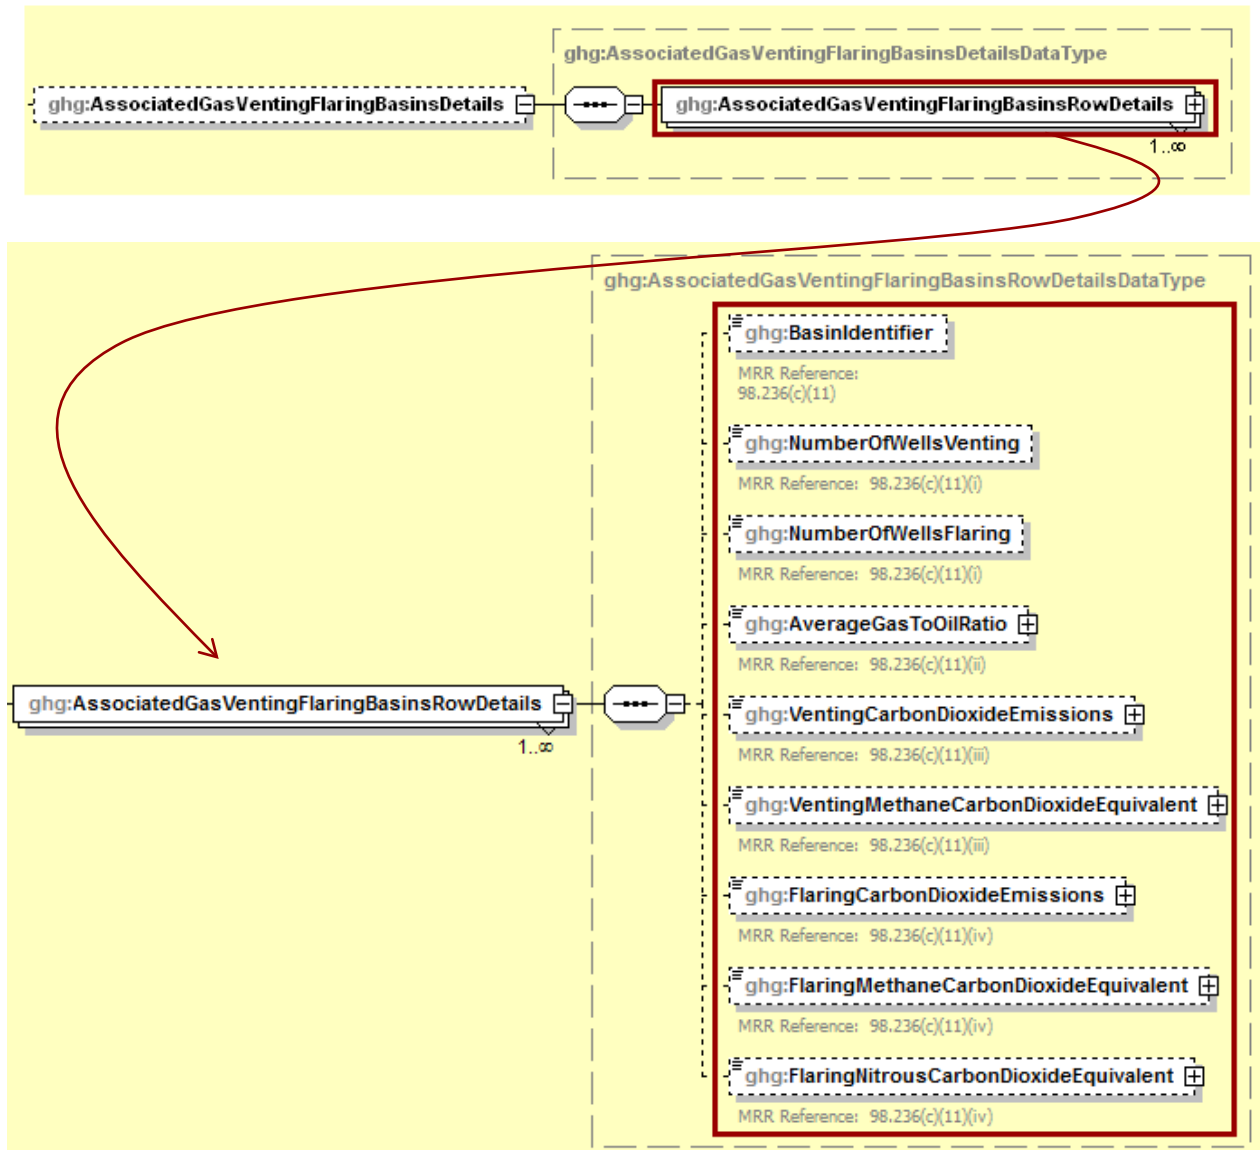 ghg:AssociatedGasVentingFlaringBasinsDetailsDataType
ghg:AssociatedGasVentingFlaringBasinsDetails
ghg:AssociatedGasVentingFlaringBasinsRowDetails
1..∞
ghg:AssociatedGasVentingFlaringBasinsRowDetailsDataType
ghg:BasinIdentifier
MRR Reference:
98.236(c)(11)
ghg:NumberOfWellsVenting
MRR Reference: 98.236(c)(11)(i)
ghg:NumberOfWellsFlaring
MRR Reference: 98.236(c)(11)(i)
ghg:AverageGasToOilRatio
MRR Reference: 98.236(c)(11)(ii)
ghg:AssociatedGasVentingFlaringBasinsRowDetails
1..∞
ghg:VentingCarbonDioxideEmissions
MRR Reference: 98.236(c)(11)(iii)
ghg:VentingMethaneCarbonDioxideEquivalent
MRR Reference: 98.236(c)(11)(iii)
ghg:FlaringCarbonDioxideEmissions
MRR Reference: 98.236(c)(11)(iv)
ghg:FlaringMethaneCarbonDioxideEquivalent
MRR Reference: 98.236(c)(11)(iv)
ghg:FlaringNitrousCarbonDioxideEquivalent
MRR Reference: 98.236(c)(11)(iv)